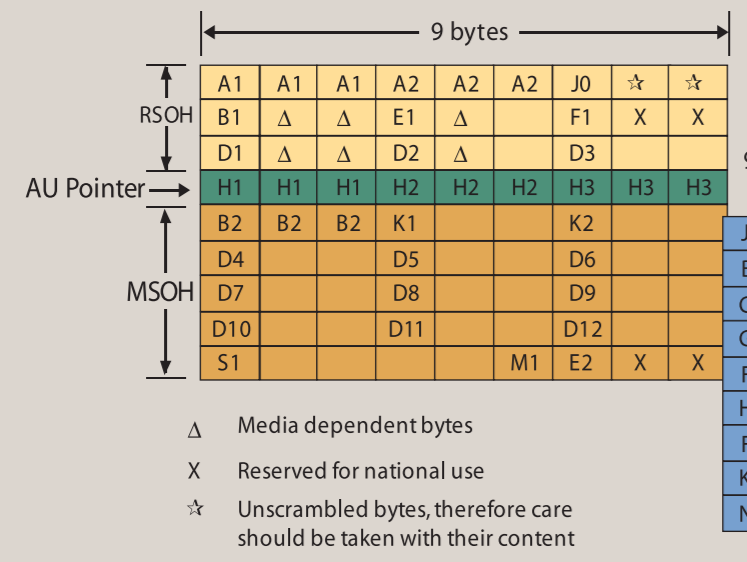 9 bytes
A1 A1 A1 A2 A2 A2 J0 ☆ ☆
RSOH B1 Δ Δ E1 Δ F1 X X
D1 Δ Δ D2 Δ D3
AU Pointer H1 H1 H1 H2 H2 H2 H3 H3 H3
B2 B2 B2 K1 K2
D4 D5 D6
MSOH D7 D8 D9
D10 D11 D12
S1 M1 E2 X X
Δ Media dependent bytes
X Reserved for national use
☆ Unscrambled bytes, therefore care
should be taken with their content